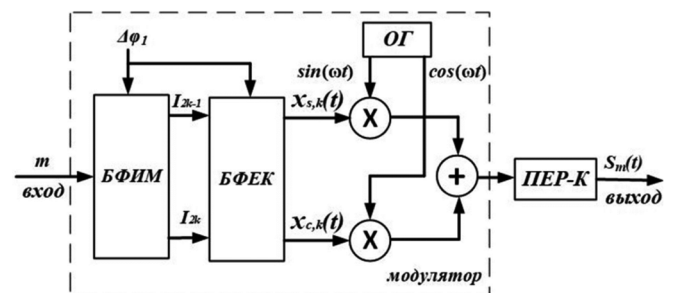 Δφ1
ОГ
sin(ωt)
cos(ωt)
I2k-1
xs,k(t)
X
m
вход
БФИМ
БФЕК
+
ПЕР-К
Sm(t)
выход
I2k
xc,k(t)
X
модулятор